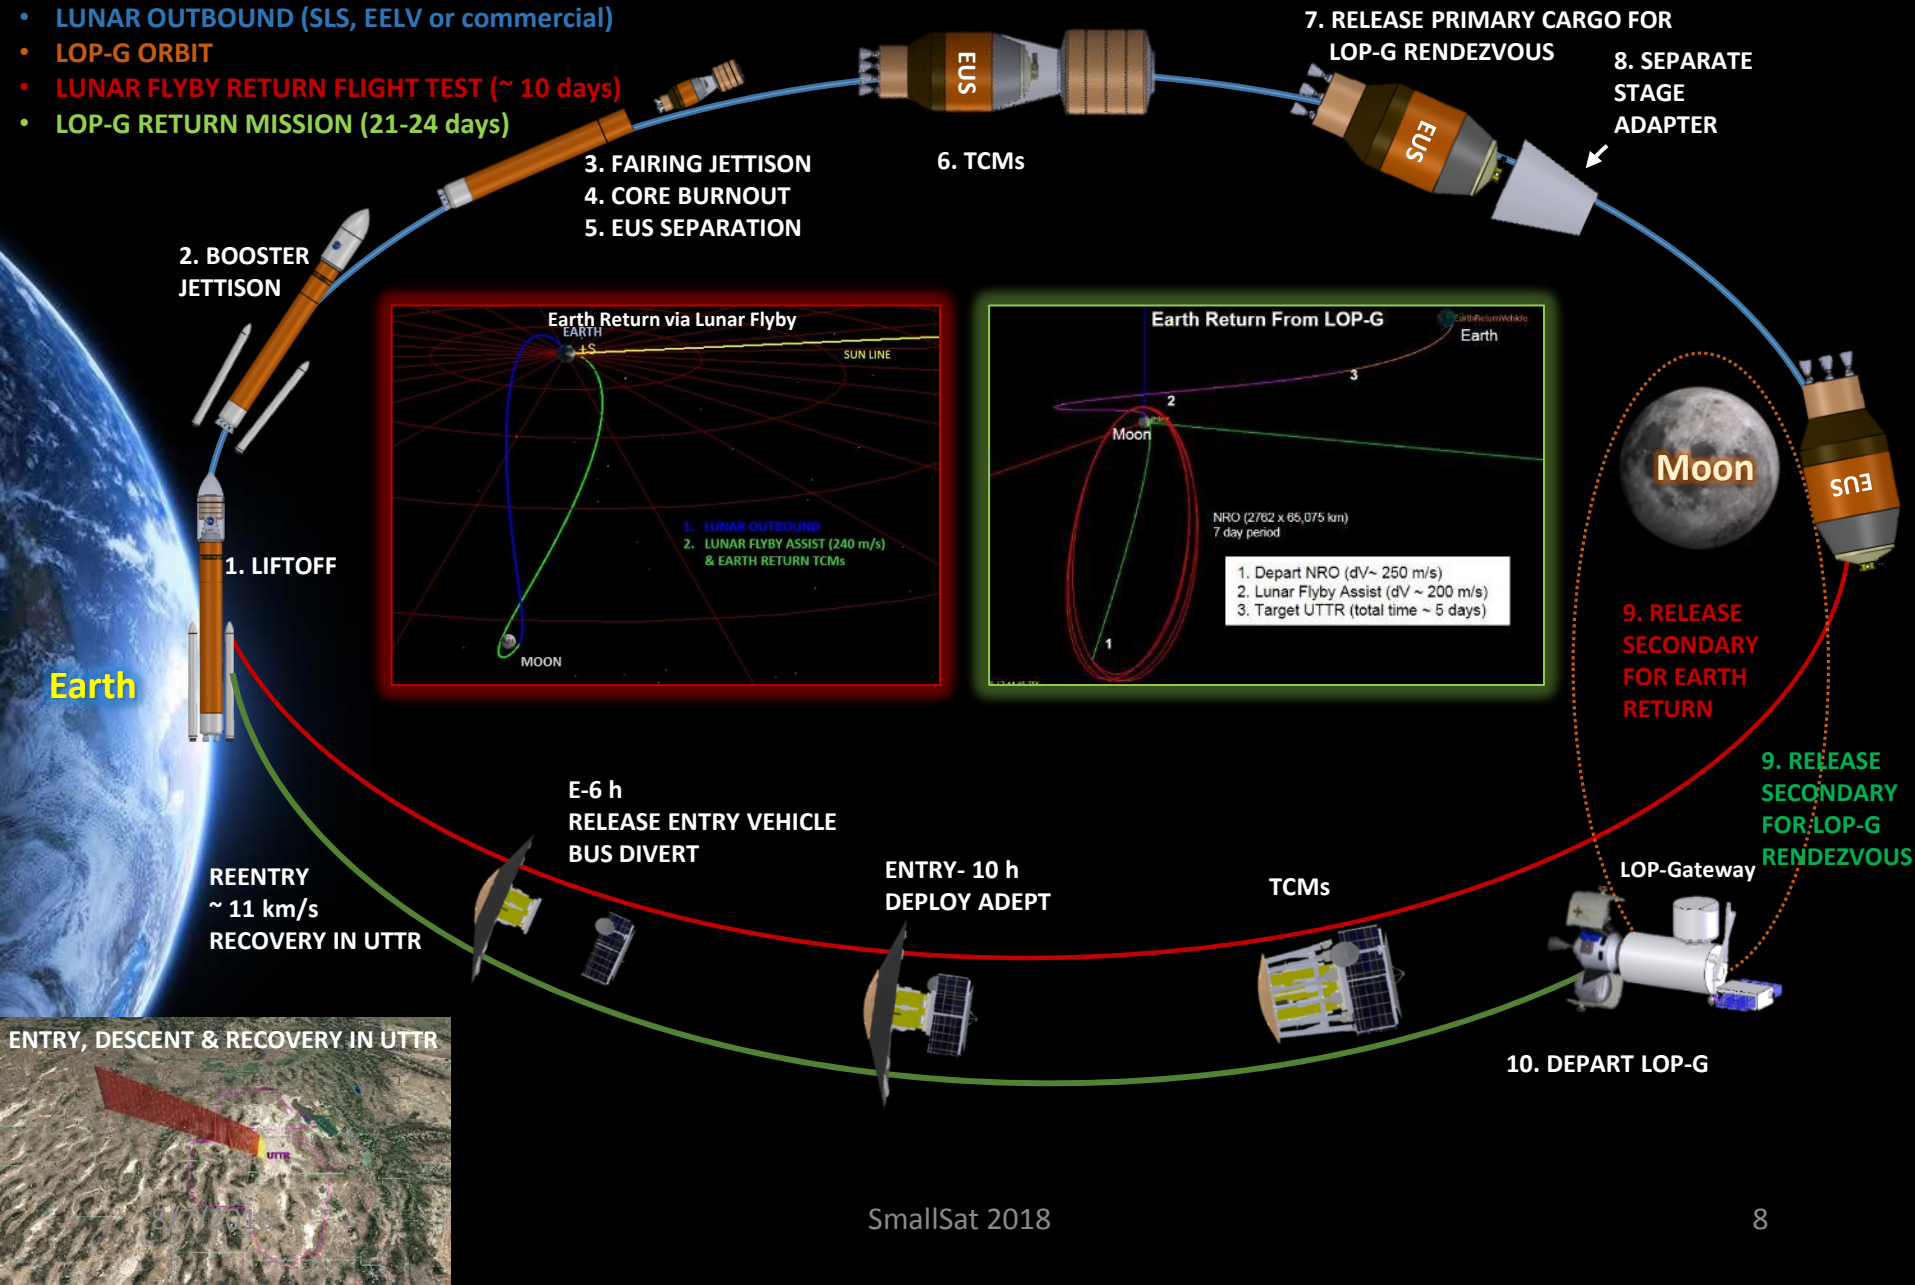 • LUNAR OUTBOUND (SLS, EELV or commercial)
• LOP-G ORBIT
• LUNAR FLYBY RETURN FLIGHT TEST (~ 10 days)
• LOP-G RETURN MISSION (21-24 days)
1. LIFTOFF
2. BOOSTER
JETTISON
3. FAIRING JETTISON
4. CORE BURNOUT
5. EUS SEPARATION
EUS
6. TCMs
7. RELEASE PRIMARY CARGO FOR
LOP-G RENDEZVOUS
EUS
8. SEPARATE
STAGE
ADAPTER
Earth Return via Lunar Flyby
EARTH
+S
SUN LINE
1. LUNAR OUTBOUND
2. LUNAR FLYBY ASSIST (240 m/s)
& EARTH RETURN TCMs
MOON
Earth Return From LOP-G
EarthReturnVehicle
Earth
3
2
Moon
NRO (2762 x 65,075 km)
7 day period
1. Depart NRO (dV~ 250 m/s)
2. Lunar Flyby Assist (dV ~ 200 m/s)
3. Target UTTR (total time ~ 5 days)
1
Moon
EUS
9. RELEASE
SECONDARY
FOR EARTH
RETURN
9. RELEASE
SECONDARY
FOR LOP-G
RENDEZVOUS
Earth
E-6 h
RELEASE ENTRY VEHICLE
BUS DIVERT
ENTRY- 10 h
DEPLOY ADEPT
TCMs
LOP-Gateway
REENTRY
~ 11 km/s
RECOVERY IN UTTR
10. DEPART LOP-G
ENTRY, DESCENT & RECOVERY IN UTTR
UTTR
SmallSat 2018
8